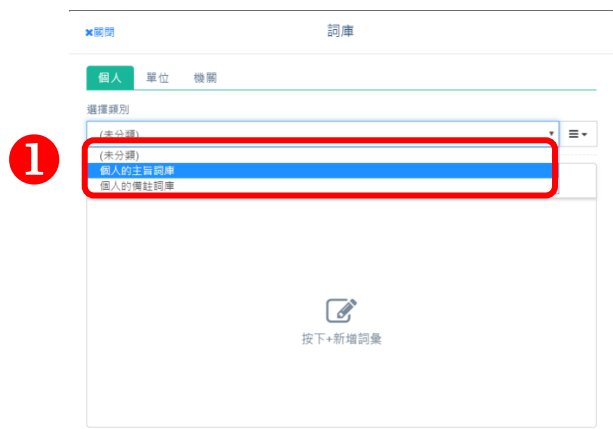 ✖關閉
詞庫
個人 單位 機關
選擇類別
(未分類)
1
(未分類)
個人的主旨詞庫
個人的備註詞庫
按下+新增詞彙